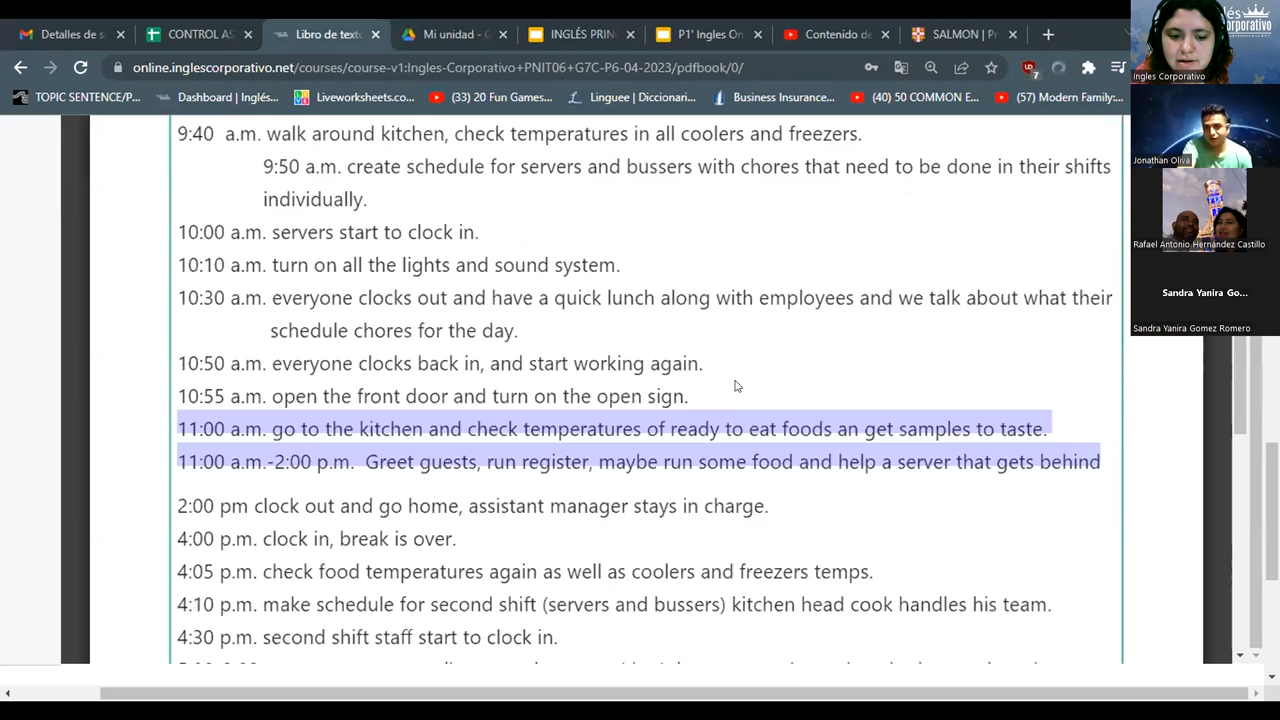 Detalles de s
CONTROL AS
Libro de texto
Mi unidad - G
INGLÉS PRIN
P1' Ingles On
Contenido de
SALMON | P
online.inglescorporativo.net/courses/course-v1:Ingles-Corporativo+PNIT06+G7C-P6-04-2023/pdfbook/0/
7
TOPIC SENTENCE/P...
Dashboard | Inglés...
Liveworksheets.co...
(33) 20 Fun Games...
Linguee | Diccionari...
Business Insurance...
(40) 50 COMMON E...
(57) Modern Family:...
9:40 a.m. walk around kitchen, check temperatures in all coolers and freezers.
9:50 a.m. create schedule for servers and bussers with chores that need to be done in their shifts
individually.
10:00 a.m. servers start to clock in.
10:10 a.m. turn on all the lights and sound system.
10:30 a.m. everyone clocks out and have a quick lunch along with employees and we talk about what their
schedule chores for the day.
10:50 a.m. everyone clocks back in, and start working again.
10:55 a.m. open the front door and turn on the open sign.
11:00 a.m. go to the kitchen and check temperatures of ready to eat foods an get samples to taste.
11:00 a.m.-2:00 p.m. Greet guests, run register, maybe run some food and help a server that gets behind
2:00 pm clock out and go home, assistant manager stays in charge.
4:00 p.m. clock in, break is over.
4:05 p.m. check food temperatures again as well as coolers and freezers temps.
4:10 p.m. make schedule for second shift (servers and bussers) kitchen head cook handles his team.
4:30 p.m. second shift staff start to clock in.
Corporativo
Ingles Corporativo
Jonathan Oliva
Rafael Antonio Hernández Castillo
Sandra Yanira Go...
Sandra Yanira Gomez Romero